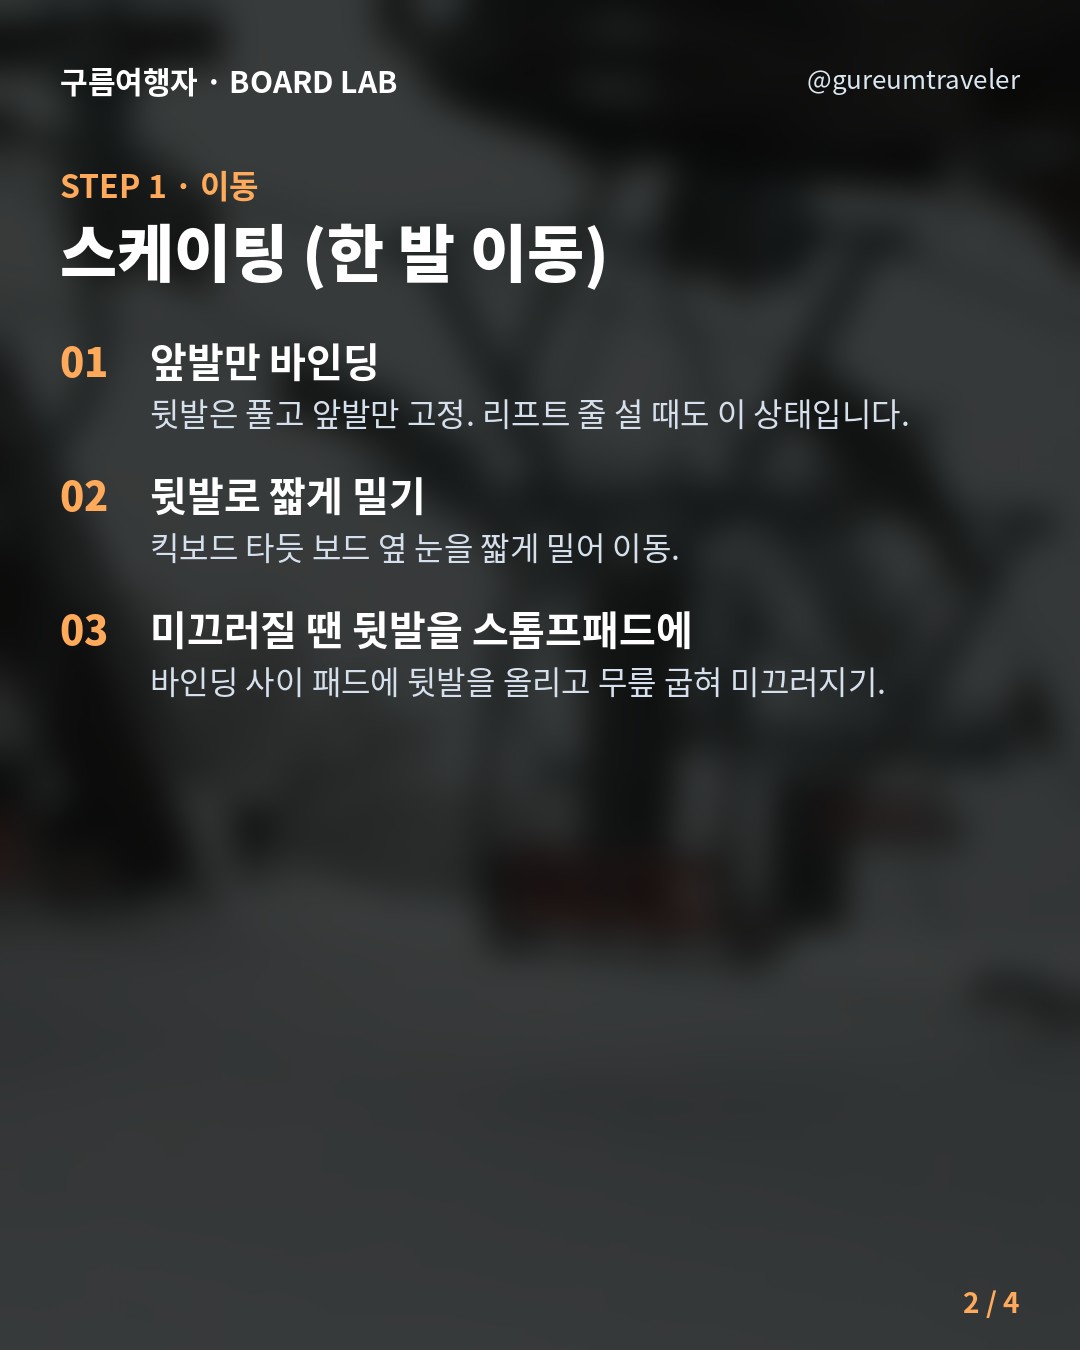 구름여행자 · BOARD LAB
@gureumtraveler
STEP 1 · 이동
스케이팅 (한 발 이동)
01 앞발만 바인딩
뒷발은 풀고 앞발만 고정. 리프트 줄 설 때도 이 상태입니다.
02 뒷발로 짧게 밀기
킥보드 타듯 보드 옆 눈을 짧게 밀어 이동.
03 미끄러질 땐 뒷발을 스톰프패드에
바인딩 사이 패드에 뒷발을 올리고 무릎 굽혀 미끄러지기.
2 / 4